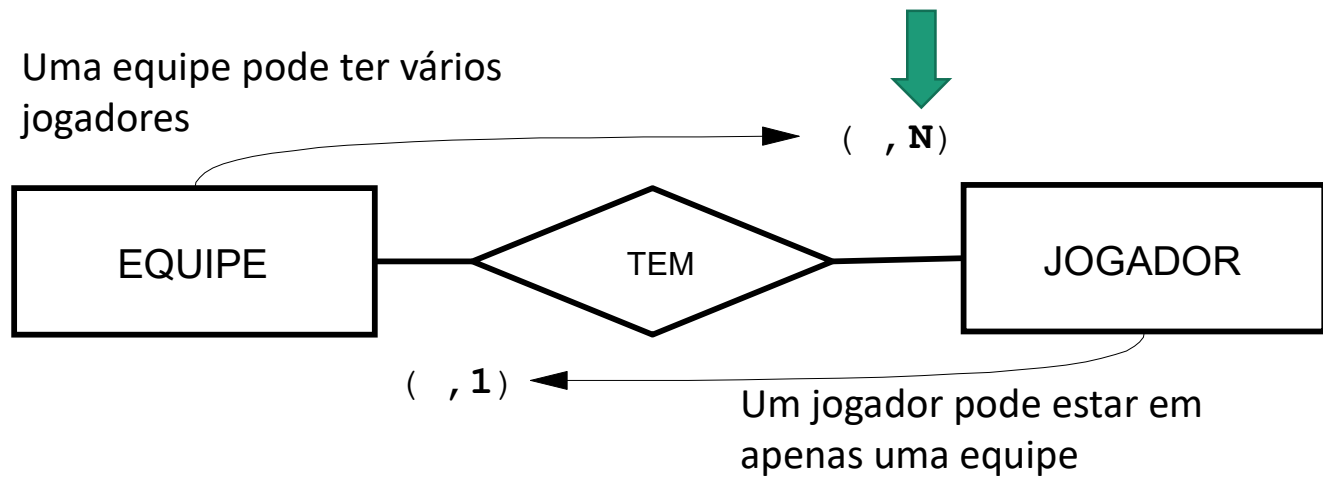 Uma equipe pode ter vários
jogadores
( ,N)
EQUIPE
TEM
JOGADOR
( ,1)
Um jogador pode estar em
apenas uma equipe